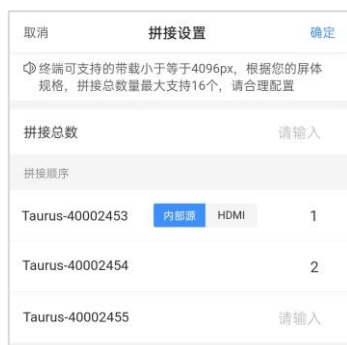 取消 拼接设置 确定
终端可支持的带载小于等于4096px，根据您的屏体
规格，拼接总数量最大支持16个，请合理配置
拼接总数 请输入
拼接顺序
Taurus-40002453 内部源 HDMI 1
Taurus-40002454 2
Taurus-40002455 请输入